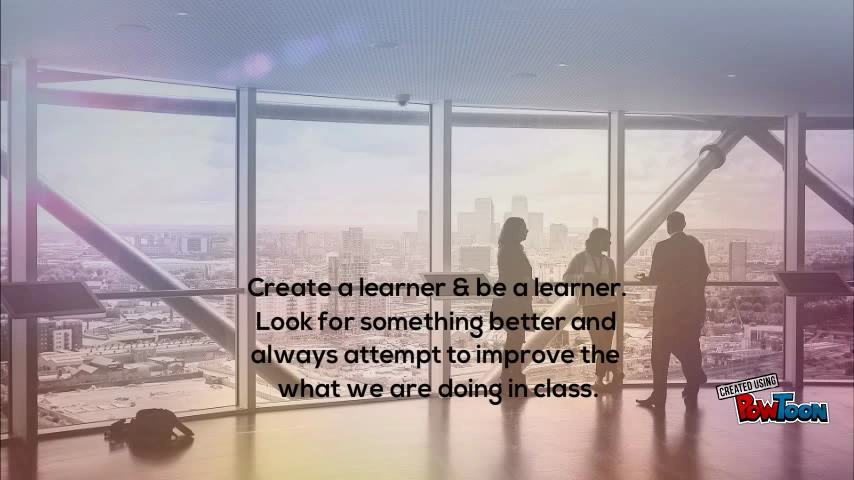 Create a learner & be a learner.
Look for something better and
always attempt to improve the
what we are doing in class.
CREATED USING
POWTOON